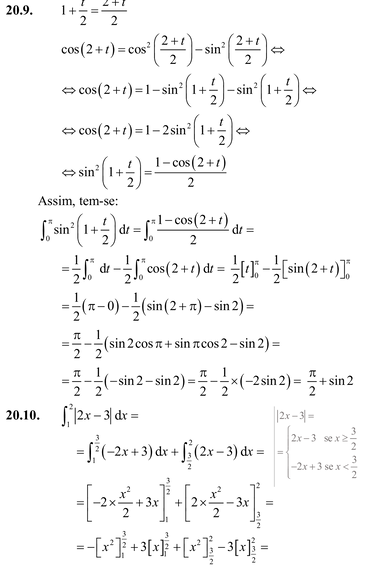 20.9. 1 + t/2 = (2+t)/2
cos(2+t) = cos²((2+t)/2) − sin²((2+t)/2) ⇔
⇔ cos(2+t) = 1 − sin²(1 + t/2) − sin²(1 + t/2) ⇔
⇔ cos(2+t) = 1 − 2sin²(1 + t/2) ⇔
⇔ sin²(1 + t/2) = (1 − cos(2+t))/2
Assim, tem-se:
∫₀^π sin²(1 + t/2) dt = ∫₀^π (1 − cos(2+t))/2 dt =
= 1/2 ∫₀^π dt − 1/2 ∫₀^π cos(2+t) dt = 1/2 [t]₀^π − 1/2 [sin(2+t)]₀^π
= 1/2 (π − 0) − 1/2 (sin(2+π) − sin 2) =
= π/2 − 1/2 (sin 2 cos π + sin π cos 2 − sin 2) =
= π/2 − 1/2 (−sin 2 − sin 2) = π/2 − 1/2 × (−2sin 2) = π/2 + sin 2
20.10. ∫₁² |2x − 3| dx =
= ∫₁^(3/2) (−2x + 3) dx + ∫_(3/2)^2 (2x − 3) dx =
= [−2 × x²/2 + 3x]₁^(3/2) + [2 × x²/2 − 3x]_(3/2)^2 =
= −[x²]₁^(3/2) + 3[x]₁^(3/2) + [x²]_(3/2)^2 − 3[x]_(3/2)^2 =
|2x − 3| =
= { 2x − 3 se x ≥ 3/2
−2x + 3 se x < 3/2